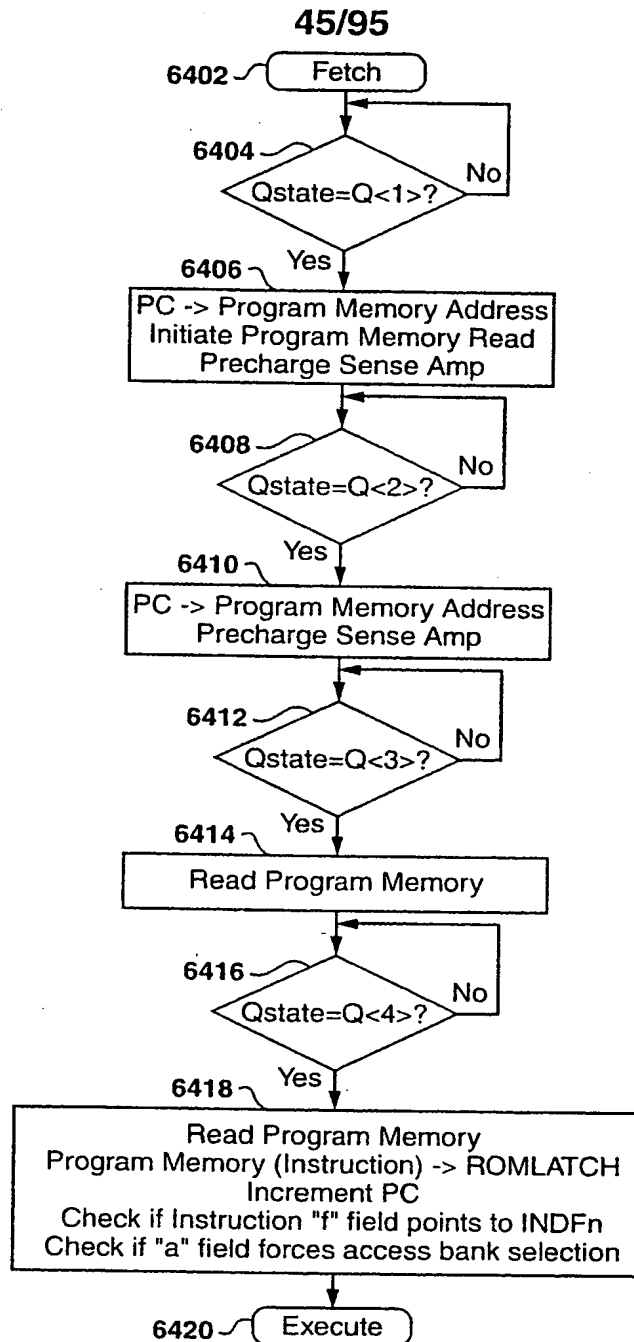 45/95
6402 Fetch
6404
Qstate=Q<1>?
No
Yes
6406
PC -> Program Memory Address
Initiate Program Memory Read
Precharge Sense Amp
6408
Qstate=Q<2>?
No
Yes
6410
PC -> Program Memory Address
Precharge Sense Amp
6412
Qstate=Q<3>?
No
Yes
6414
Read Program Memory
6416
Qstate=Q<4>?
No
Yes
6418
Read Program Memory
Program Memory (Instruction) -> ROMLATCH
Increment PC
Check if Instruction "f" field points to INDFn
Check if "a" field forces access bank selection
6420 Execute